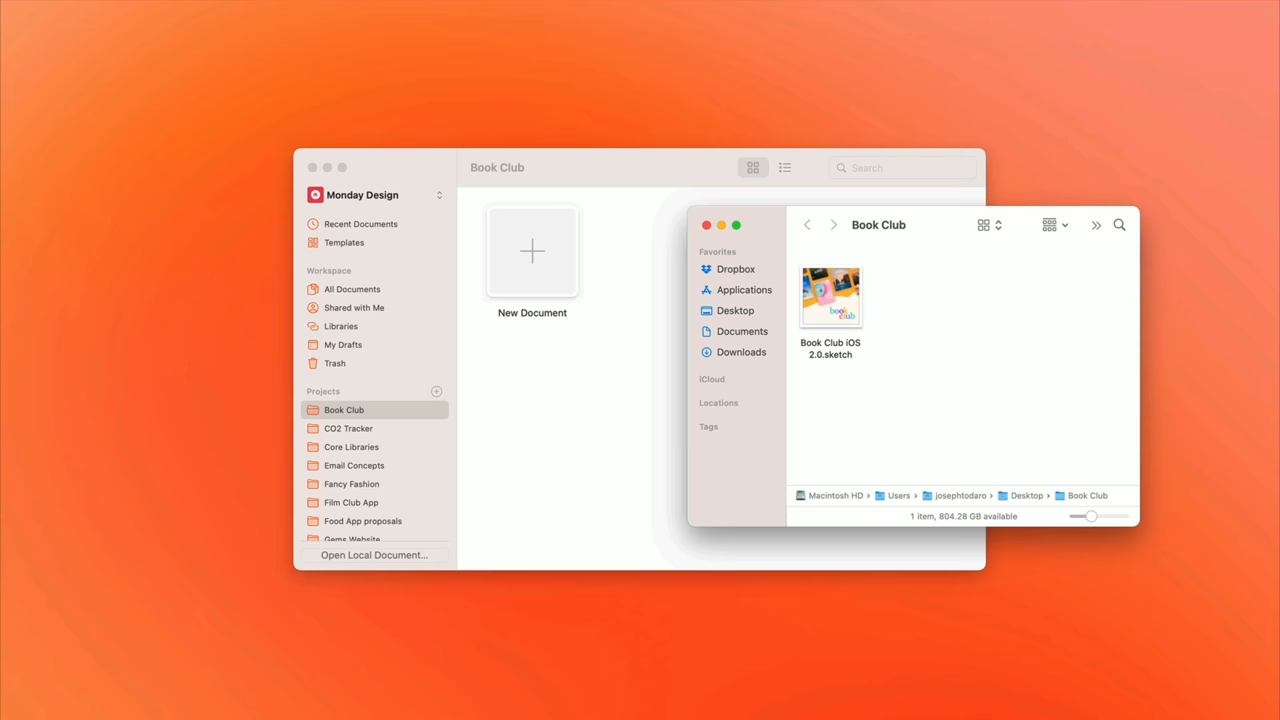 Book Club
Search
Monday Design
Recent Documents
Templates
Workspace
All Documents
Shared with Me
Libraries
My Drafts
Trash
Projects
Book Club
CO2 Tracker
Core Libraries
Email Concepts
Fancy Fashion
Film Club App
Food App proposals
Gems Website
Open Local Document...
New Document
Book Club
Favorites
Dropbox
Applications
Desktop
Documents
Downloads
iCloud
Locations
Tags
book
club
Book Club iOS
2.0.sketch
Macintosh HD › Users › josephtodaro › Desktop › Book Club
1 item, 804.28 GB available